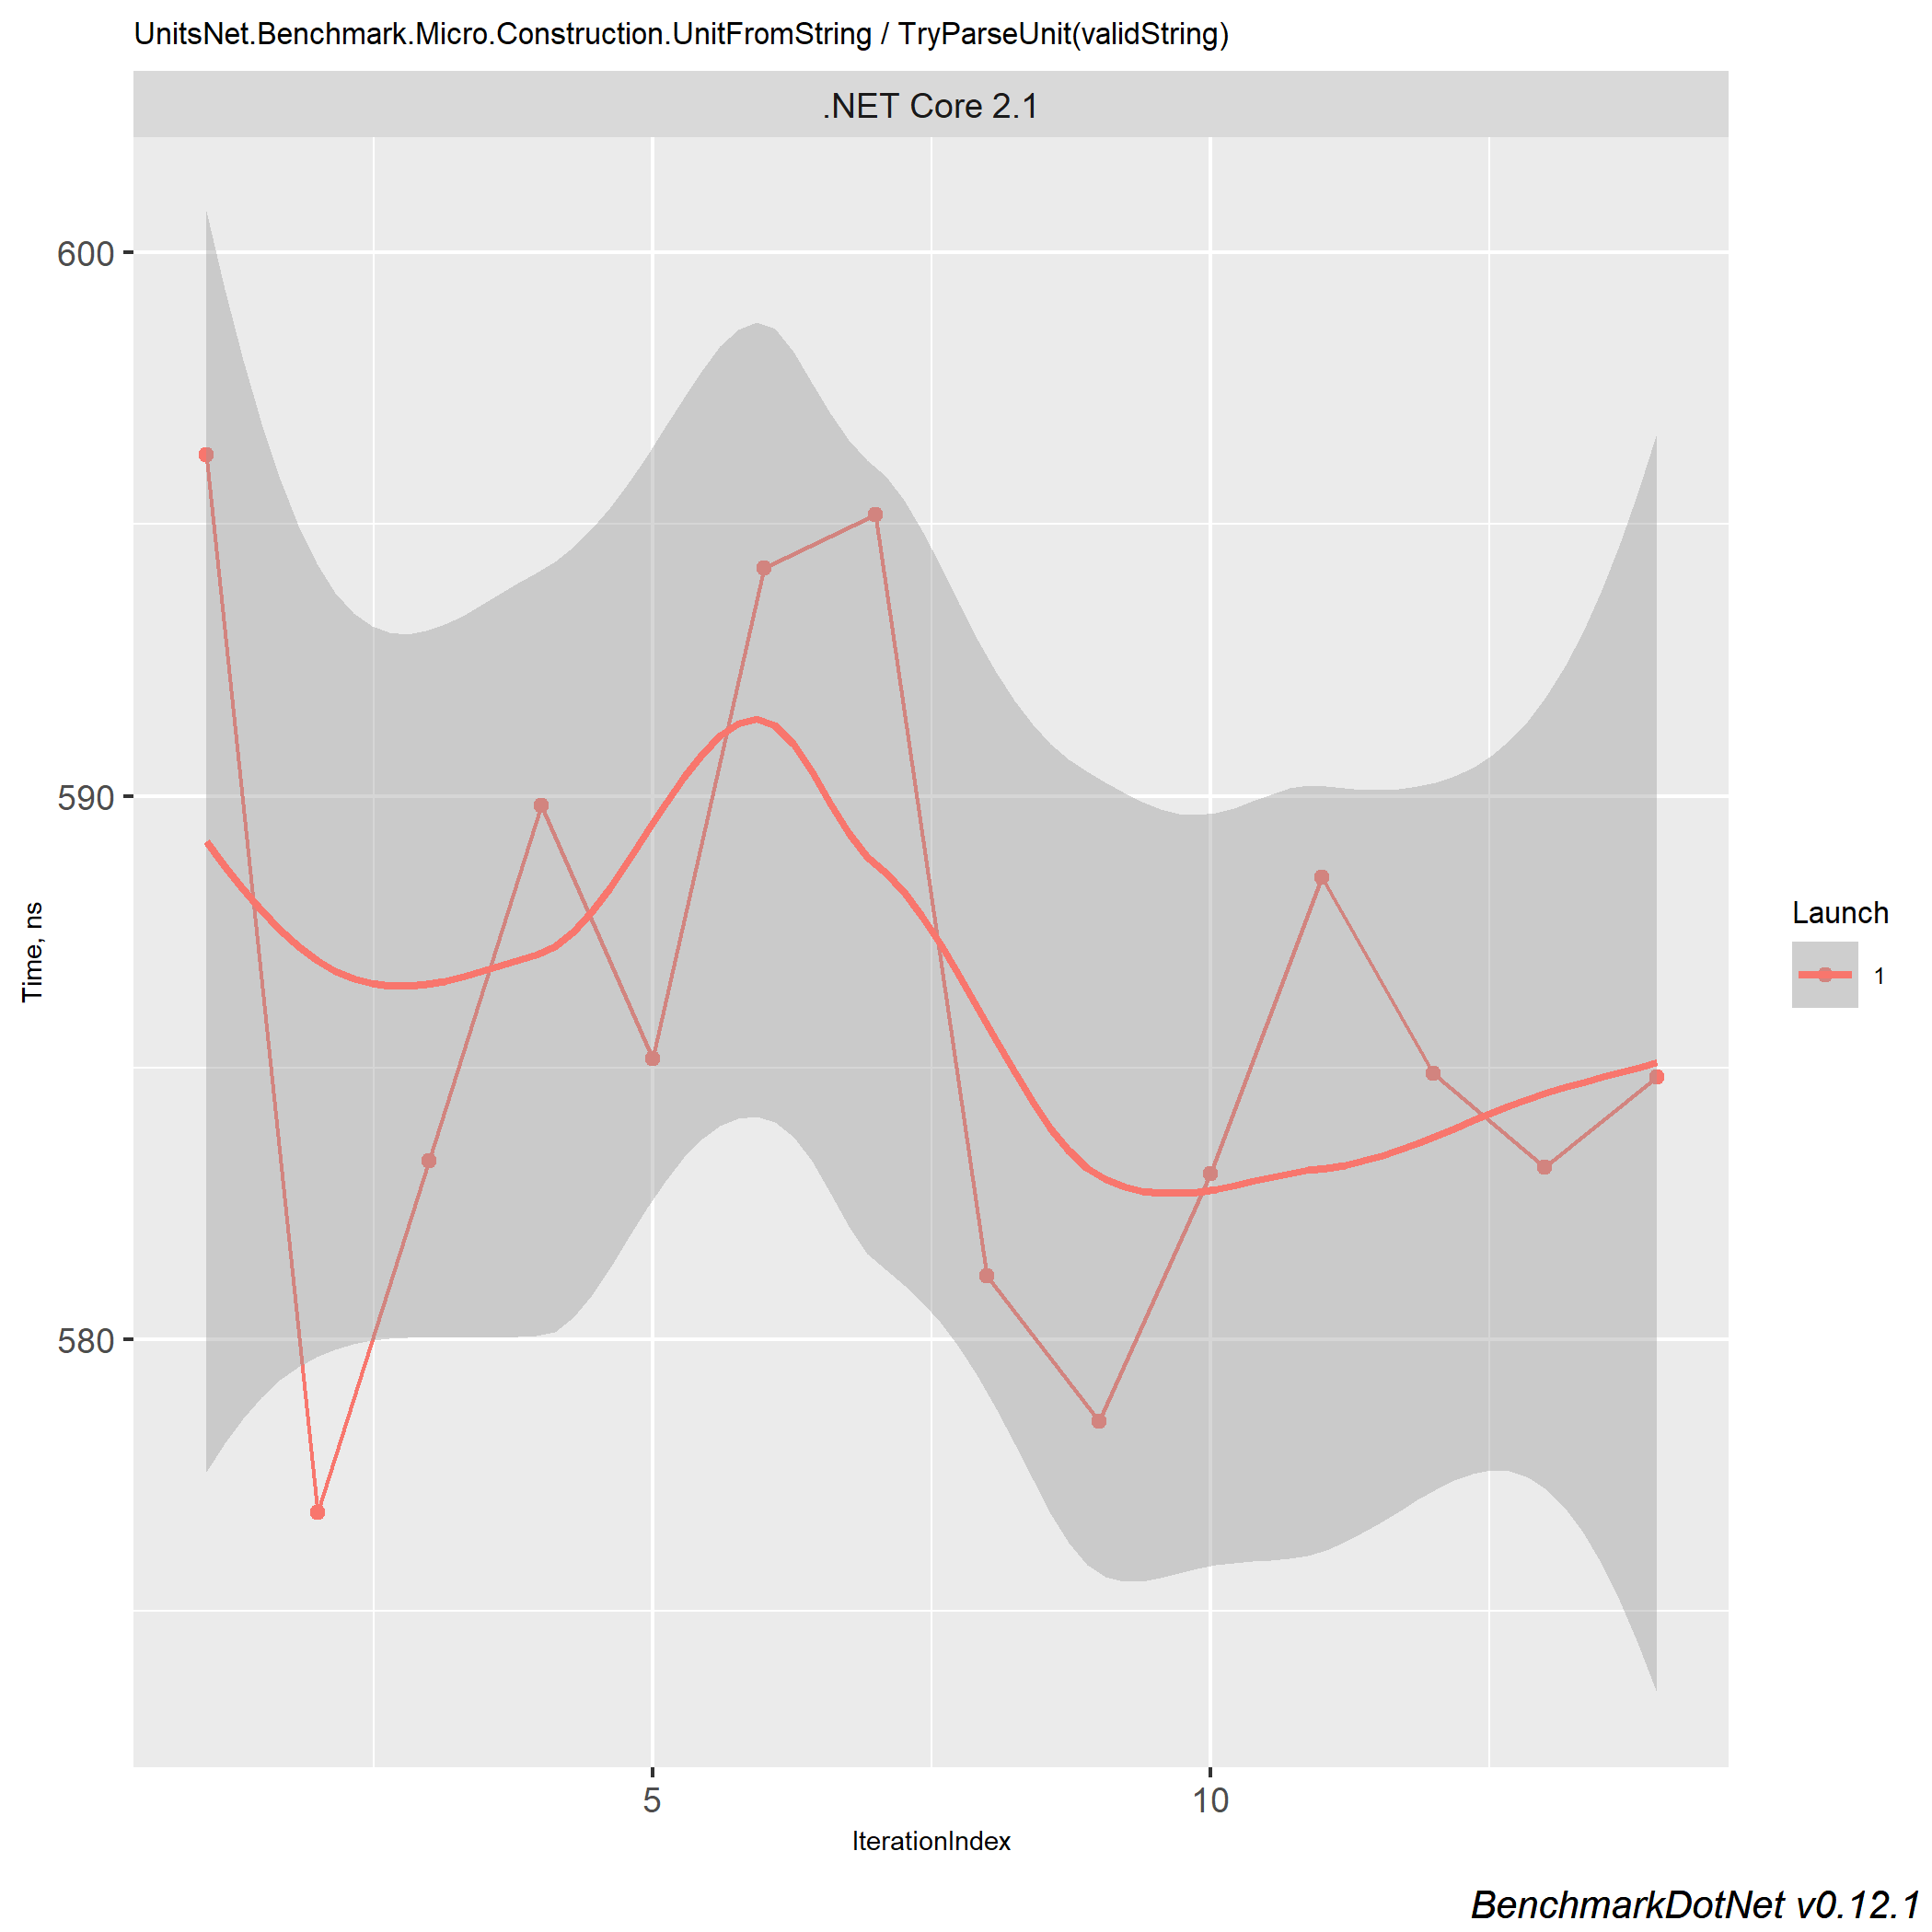 UnitsNet.Benchmark.Micro.Construction.UnitFromString / TryParseUnit(validString)
.NET Core 2.1
600
590
580
Time, ns
5
10
IterationIndex
Launch
1
BenchmarkDotNet v0.12.1